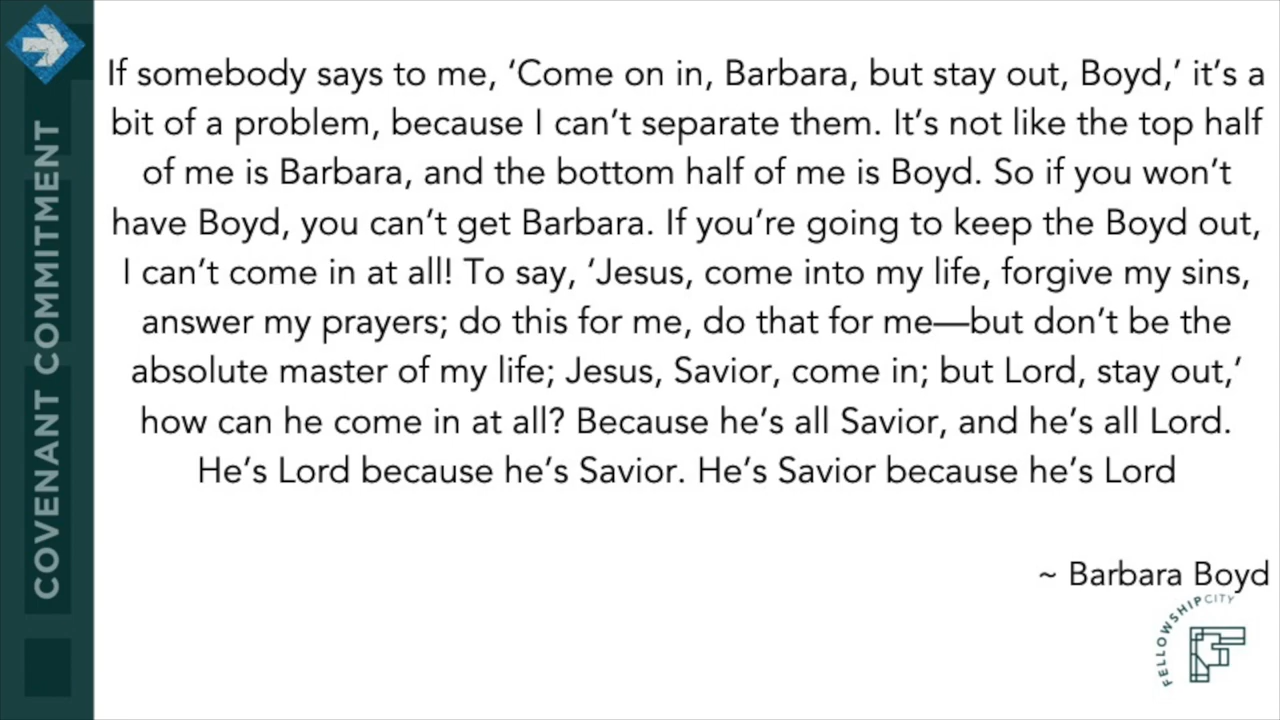 COVENANT COMMITMENT
If somebody says to me, ‘Come on in, Barbara, but stay out, Boyd,’ it’s a
bit of a problem, because I can’t separate them. It’s not like the top half
of me is Barbara, and the bottom half of me is Boyd. So if you won’t
have Boyd, you can’t get Barbara. If you’re going to keep the Boyd out,
I can’t come in at all! To say, ‘Jesus, come into my life, forgive my sins,
answer my prayers; do this for me, do that for me—but don’t be the
absolute master of my life; Jesus, Savior, come in; but Lord, stay out,’
how can he come in at all? Because he’s all Savior, and he’s all Lord.
He’s Lord because he’s Savior. He’s Savior because he’s Lord
~ Barbara Boyd
FELLOWSHIPCITY